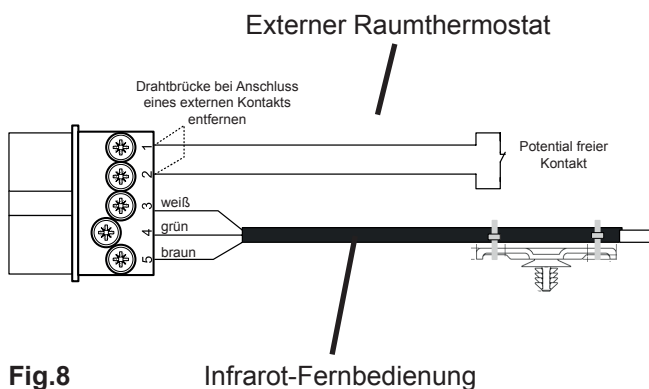 Externer Raumthermostat
Drahtbrücke bei Anschluss
eines externen Kontakts
entfernen
Potential freier
Kontakt
1
2
3
weiß
4
grün
5
braun
Fig.8
Infrarot-Fernbedienung